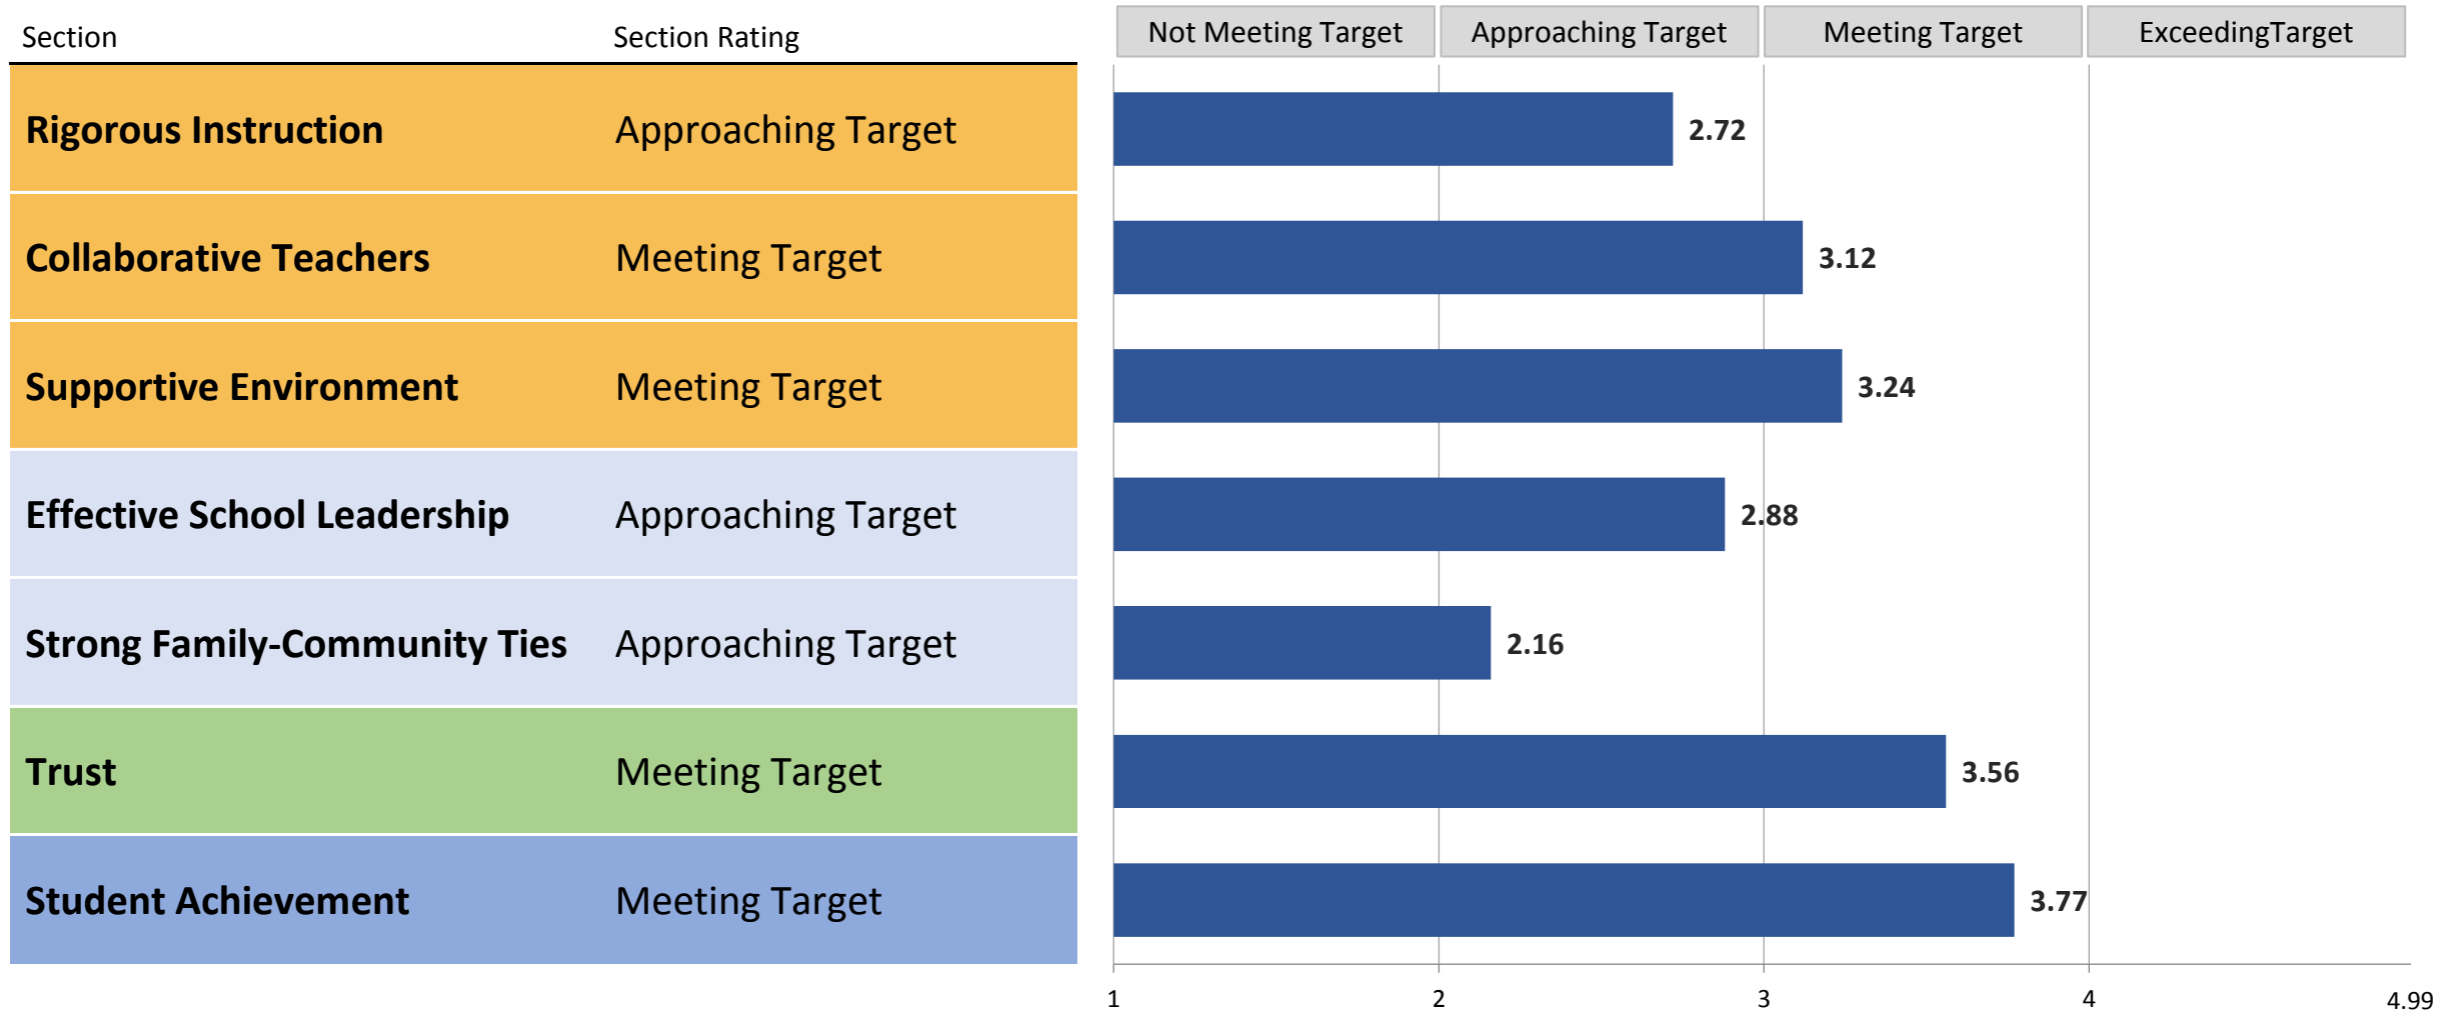 Section Section Rating Not Meeting Target Approaching Target Meeting Target ExceedingTarget
Rigorous Instruction Approaching Target 2.72
Collaborative Teachers Meeting Target 3.12
Supportive Environment Meeting Target 3.24
Effective School Leadership Approaching Target 2.88
Strong Family-Community Ties Approaching Target 2.16
Trust Meeting Target 3.56
Student Achievement Meeting Target 3.77
1 2 3 4 4.99